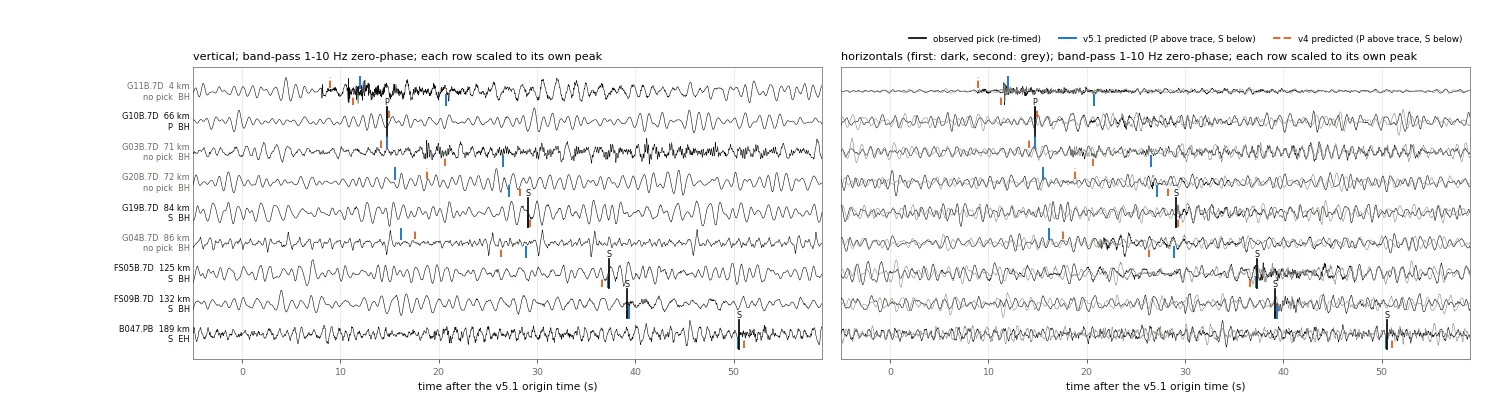 observed pick (re-timed) v5.1 predicted (P above trace, S below) v4 predicted (P above trace, S below)
vertical; band-pass 1-10 Hz zero-phase; each row scaled to its own peak
horizontals (first: dark, second: grey); band-pass 1-10 Hz zero-phase; each row scaled to its own peak
G11B.7D 4 km
no pick BH
G10B.7D 66 km
P BH
G03B.7D 71 km
no pick BH
G20B.7D 72 km
no pick BH
G19B.7D 84 km
S BH
G04B.7D 86 km
no pick BH
FS05B.7D 125 km
S BH
FS09B.7D 132 km
S BH
B047.PB 189 km
S EH
P
S
S
S
S
P
S
S
S
S
0 10 20 30 40 50
0 10 20 30 40 50
time after the v5.1 origin time (s)
time after the v5.1 origin time (s)